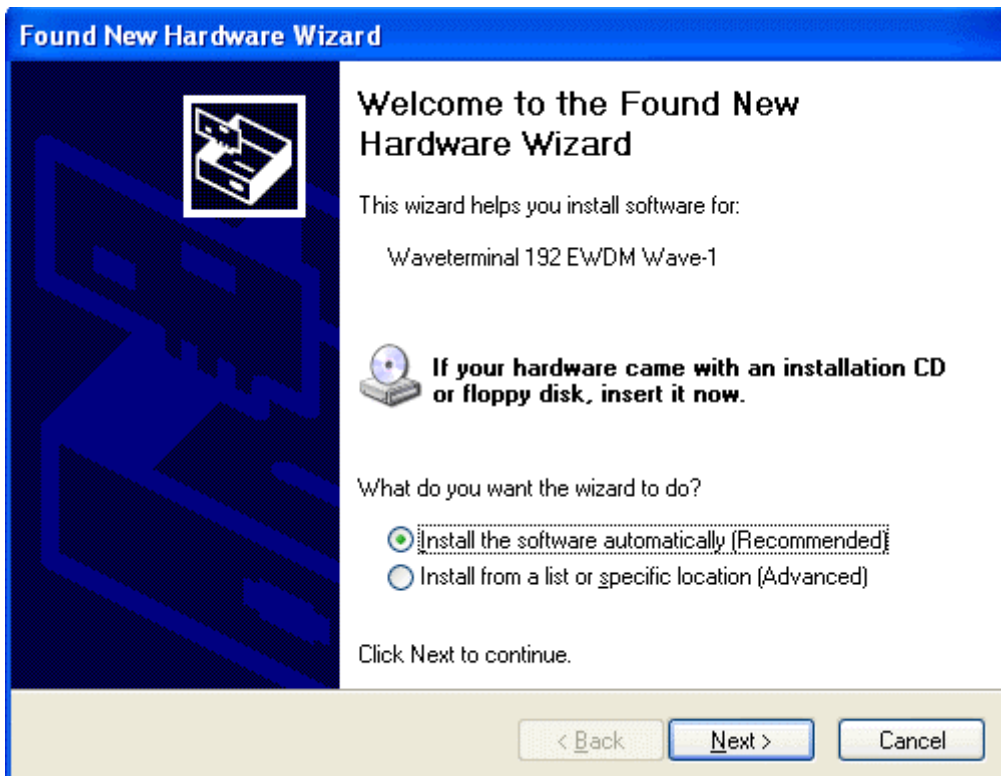 Found New Hardware Wizard
Welcome to the Found New
Hardware Wizard
This wizard helps you install software for:
Waveterminal 192 EWDM Wave-1
If your hardware came with an installation CD
or floppy disk, insert it now.
What do you want the wizard to do?
Install the software automatically (Recommended)
Install from a list or specific location (Advanced)
Click Next to continue.
< Back
Next >
Cancel